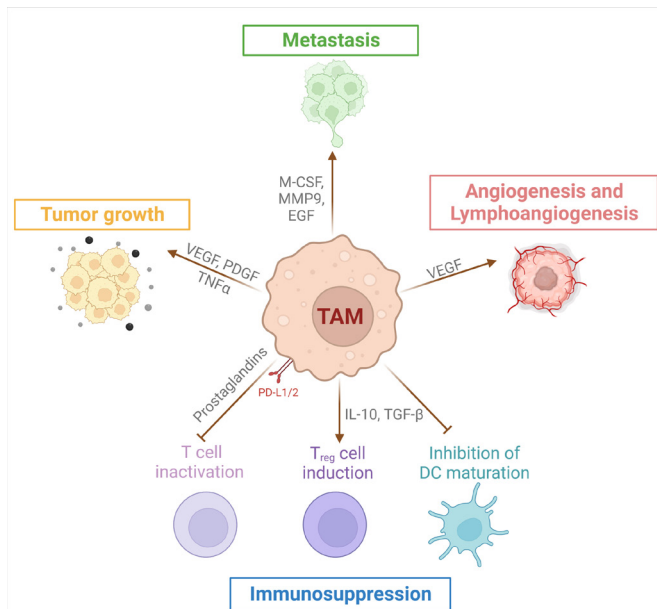 Metastasis
M-CSF,
MMP9,
EGF
Tumor growth
VEGF, PDGF
TNFα
Angiogenesis and
Lymphoangiogenesis
VEGF
TAM
Prostaglandins
PD-L1/2
IL-10, TGF-β
T cell
inactivation
Treg cell
induction
Inhibition of
DC maturation
Immunosuppression